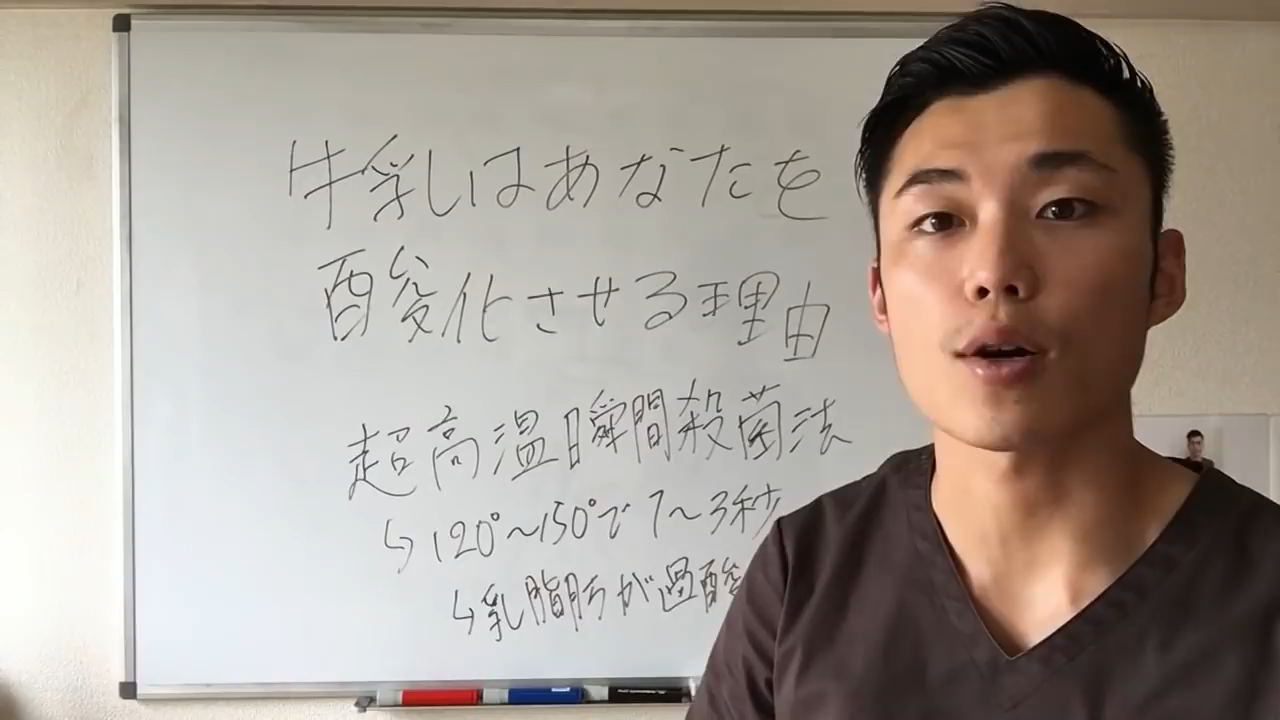 牛乳はあなたを
酸化させる理由
超高温瞬間殺菌法
↳120°〜150°で1〜3秒
↳乳脂肪が過酸